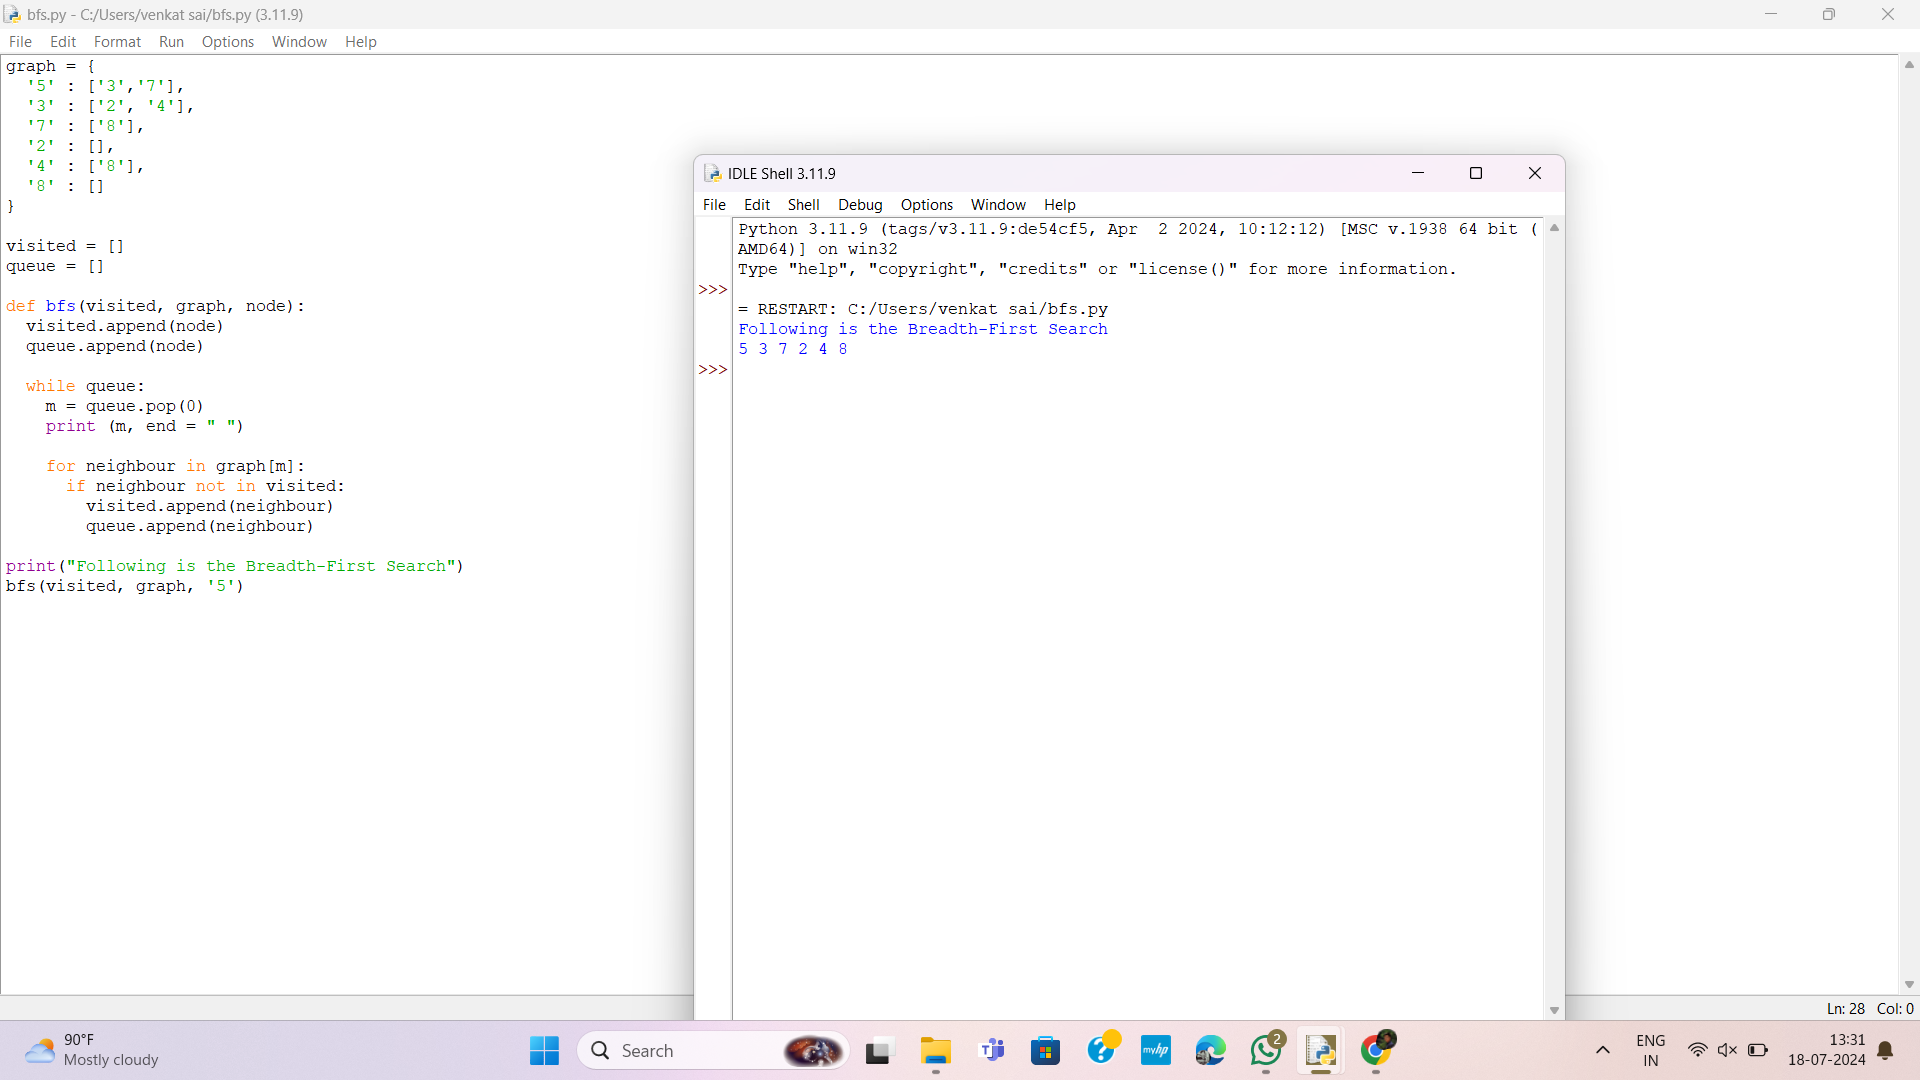 bfs.py - C:/Users/venkat sai/bfs.py (3.11.9)
File Edit Format Run Options Window Help
graph = {
  '5' : ['3','7'],
  '3' : ['2', '4'],
  '7' : ['8'],
  '2' : [],
  '4' : ['8'],
  '8' : []
}
visited = []
queue = []
def bfs(visited, graph, node):
  visited.append(node)
  queue.append(node)
  while queue:
    m = queue.pop(0)
    print (m, end = " ")
    for neighbour in graph[m]:
      if neighbour not in visited:
        visited.append(neighbour)
        queue.append(neighbour)
print("Following is the Breadth-First Search")
bfs(visited, graph, '5')
IDLE Shell 3.11.9
File Edit Shell Debug Options Window Help
Python 3.11.9 (tags/v3.11.9:de54cf5, Apr  2 2024, 10:12:12) [MSC v.1938 64 bit (
AMD64)] on win32
Type "help", "copyright", "credits" or "license()" for more information.
>>>
= RESTART: C:/Users/venkat sai/bfs.py
Following is the Breadth-First Search
5 3 7 2 4 8
>>>
Ln: 28 Col: 0
90°F
Mostly cloudy
Search
myhp
2
ENG
IN
13:31
18-07-2024